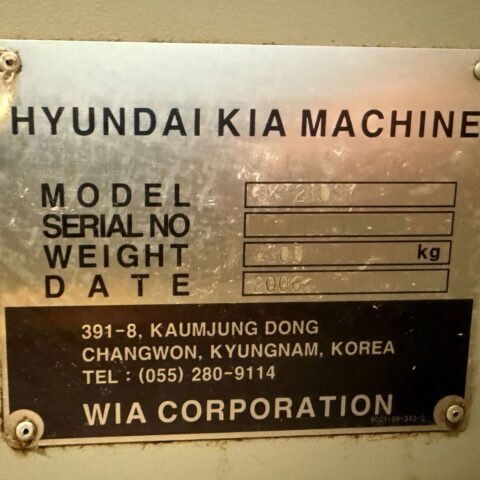 HYUNDAI KIA MACHINE
MODEL
SERIAL NO
WEIGHT kg
DATE 2006
391-8, KAUMJUNG DONG
CHANGWON, KYUNGNAM, KOREA
TEL : (055) 280-9114
WIA CORPORATION